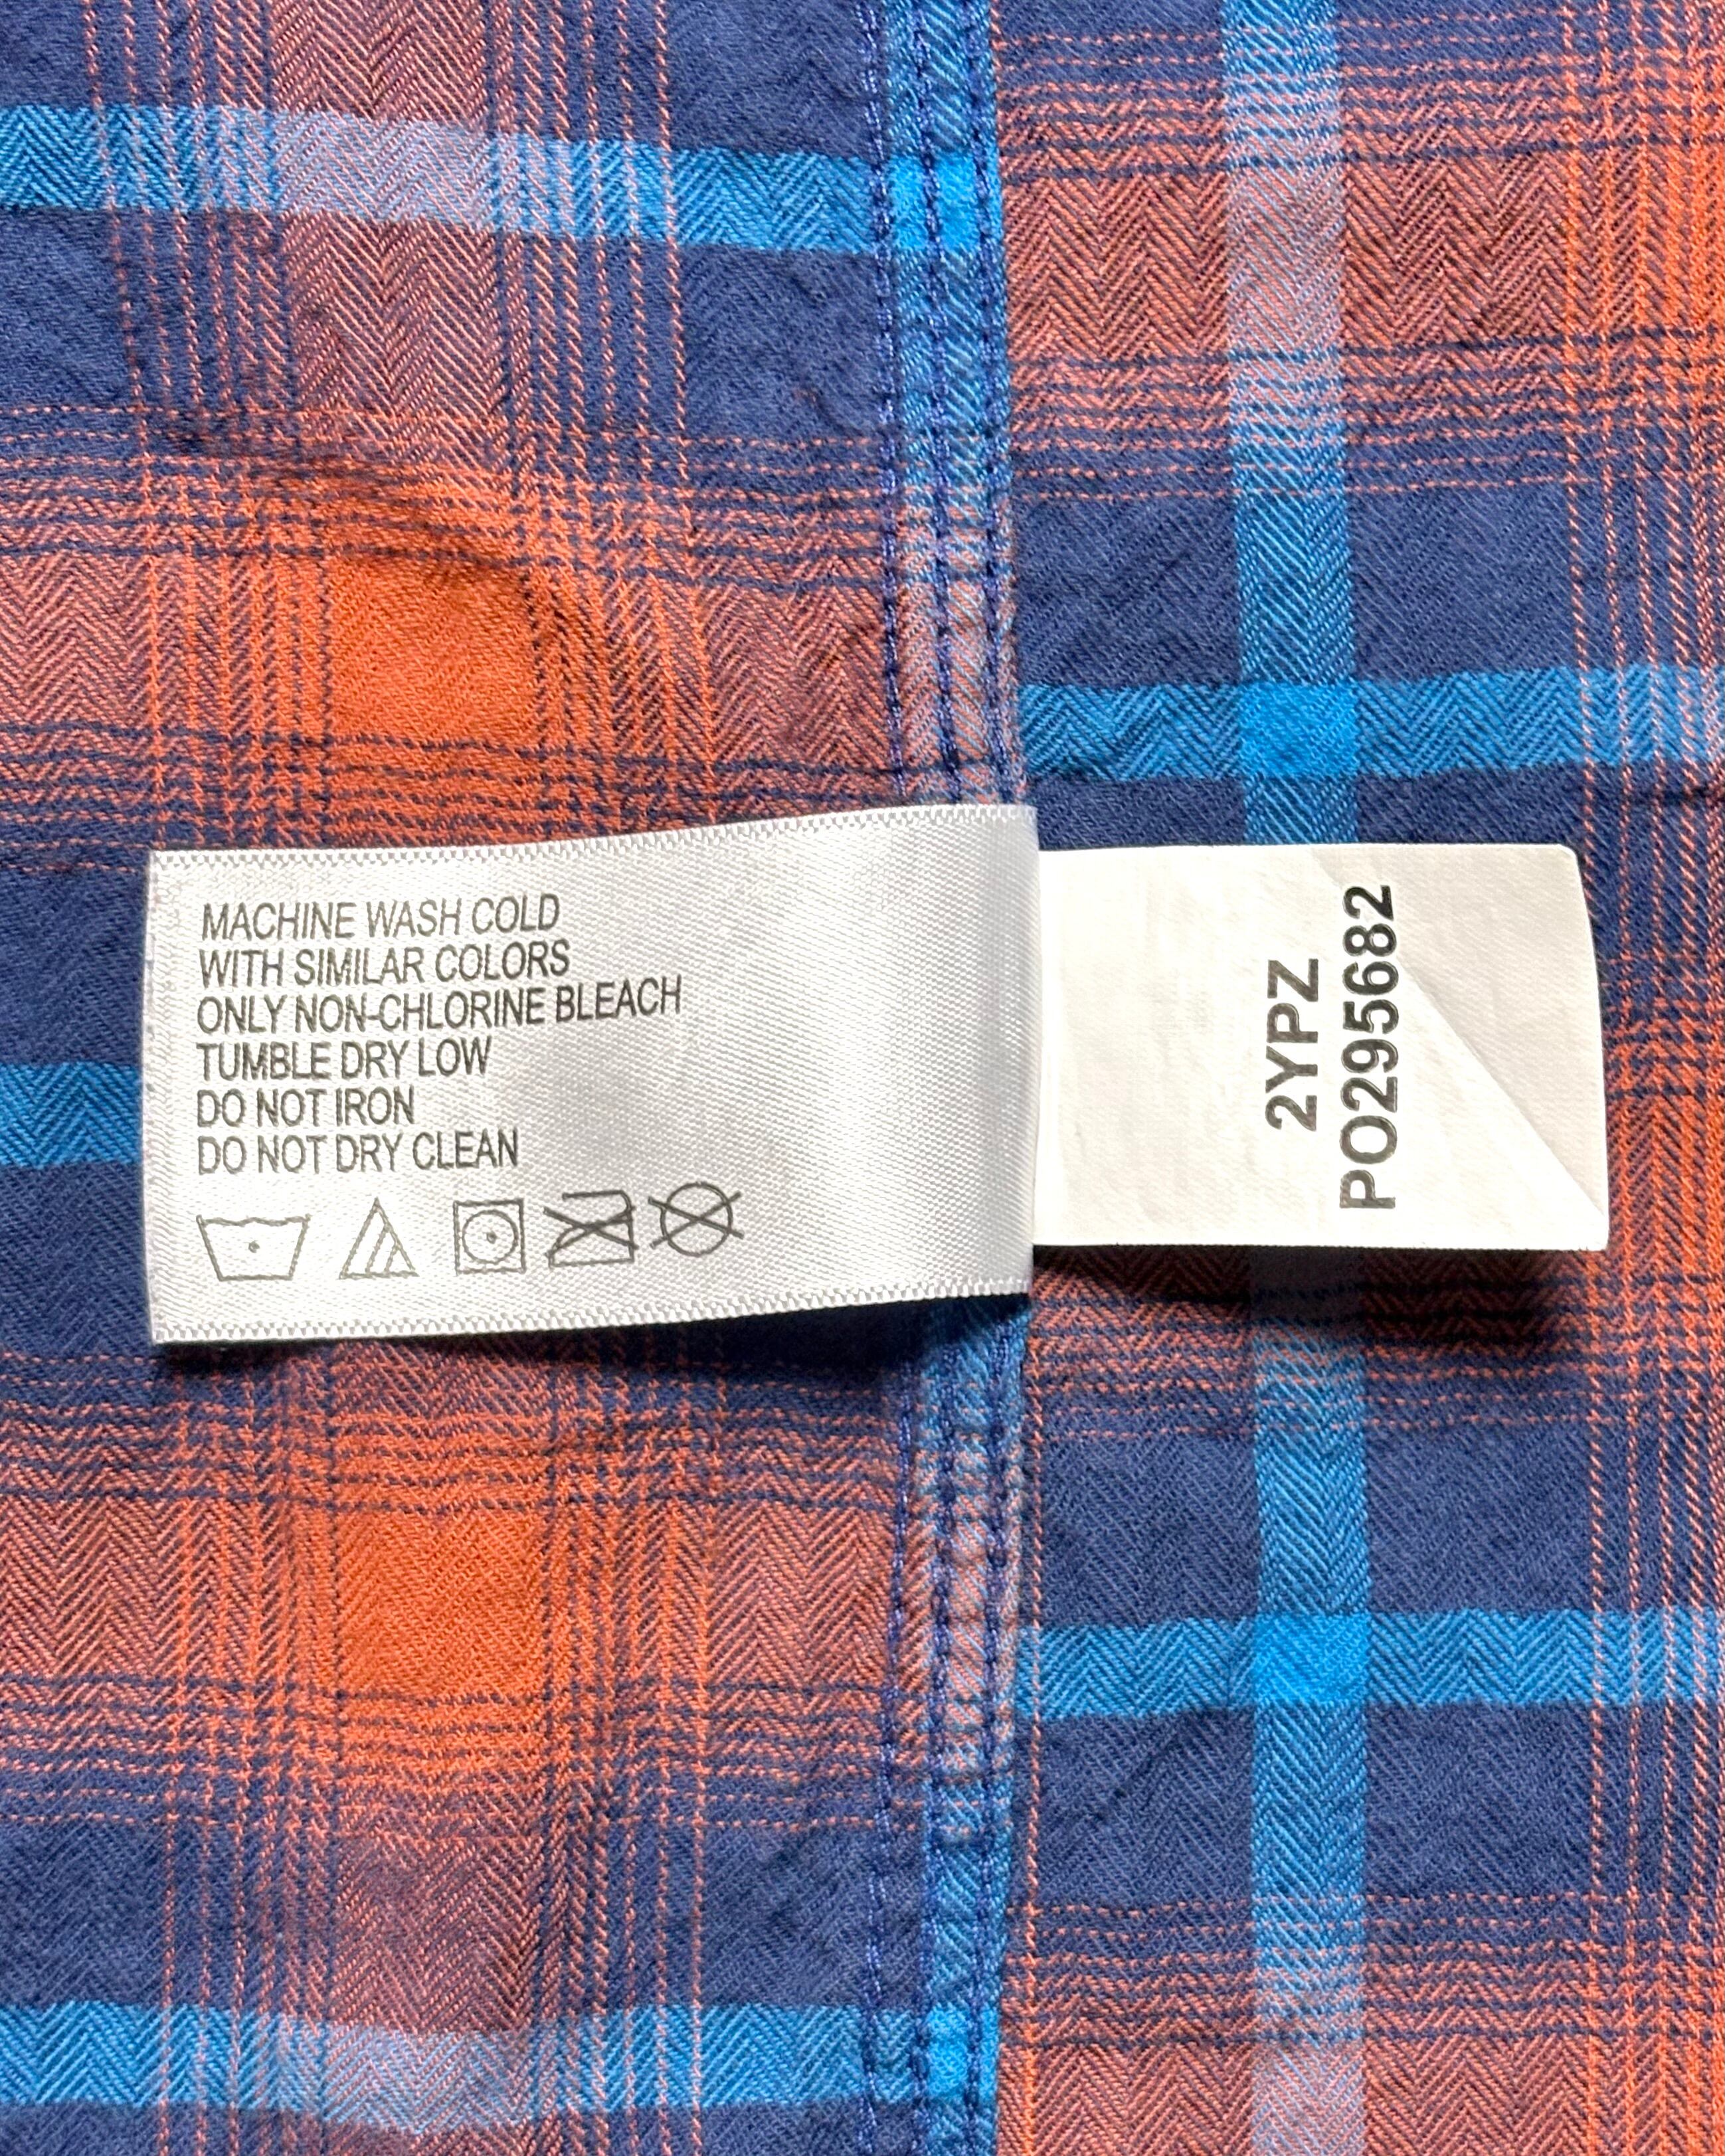 MACHINE WASH COLD
WITH SIMILAR COLORS
ONLY NON-CHLORINE BLEACH
TUMBLE DRY LOW
DO NOT IRON
DO NOT DRY CLEAN
2YPZ
PO295682